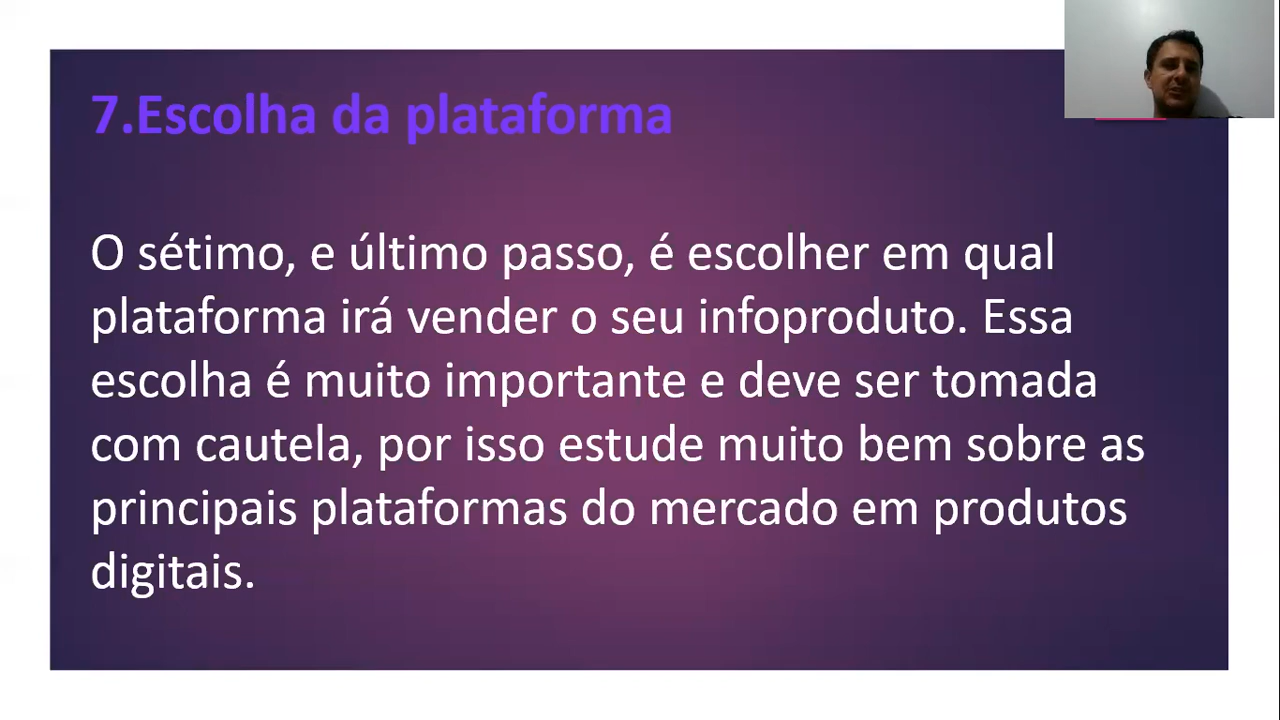 7.Escolha da plataforma
O sétimo, e último passo, é escolher em qual
plataforma irá vender o seu infoproduto. Essa
escolha é muito importante e deve ser tomada
com cautela, por isso estude muito bem sobre as
principais plataformas do mercado em produtos
digitais.